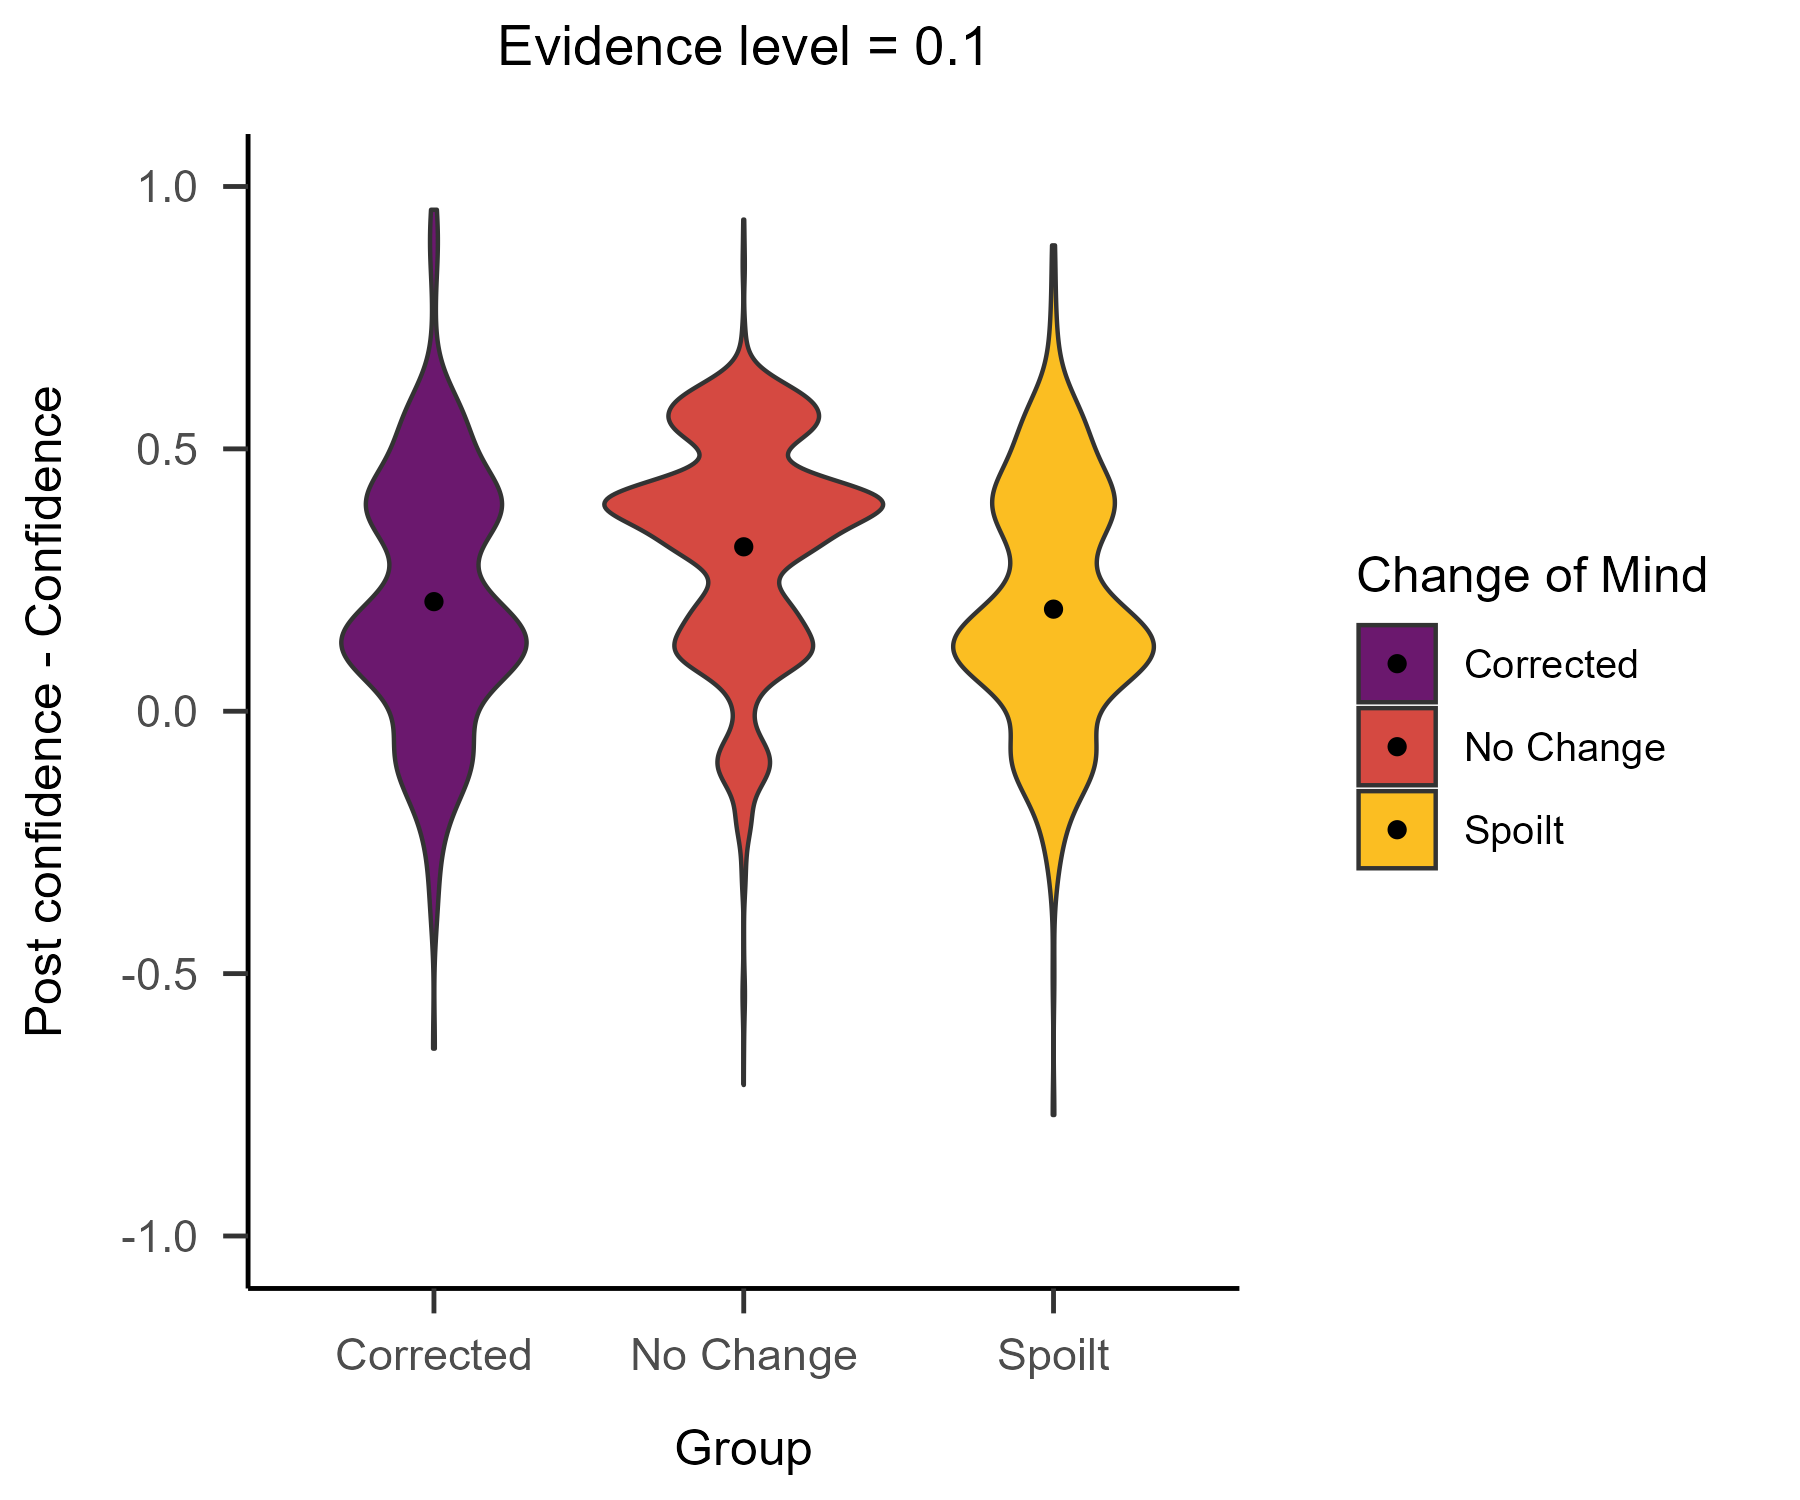 Evidence level = 0.1
Post confidence - Confidence
1.0
0.5
0.0
-0.5
-1.0
Corrected
No Change
Spoilt
Group
Change of Mind
Corrected
No Change
Spoilt